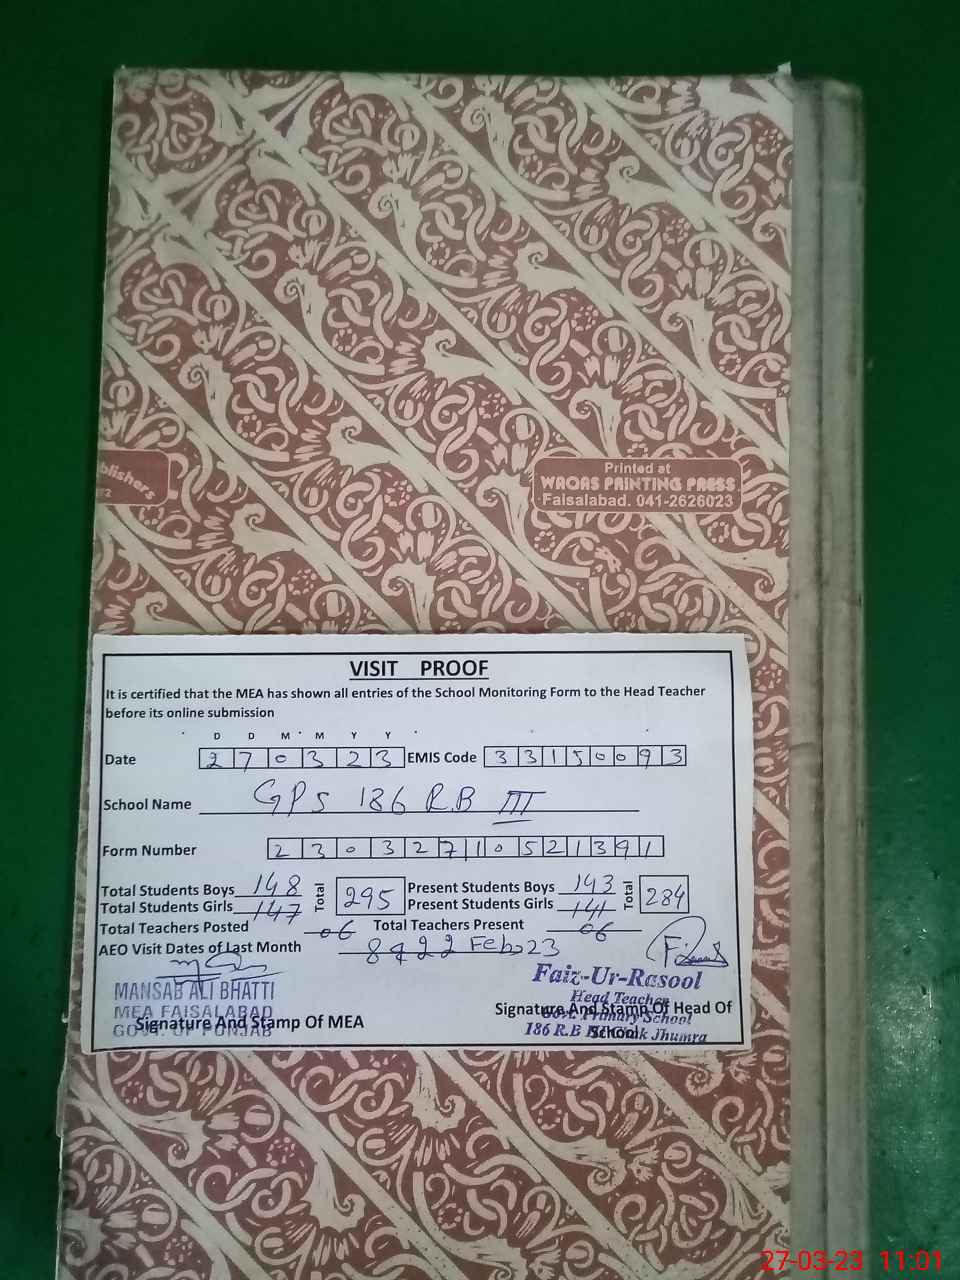 blishers
Printed at
WAQAS PRINTING PRESS
Faisalabad. 041-2626023
VISIT PROOF
It is certified that the MEA has shown all entries of the School Monitoring Form to the Head Teacher
before its online submission
D D M M Y Y
Date 2 7 0 3 2 3 EMIS Code 3 3 1 5 0 0 9 3
School Name GPS 186 R.B III
Form Number 2 3 0 3 2 7 1 0 5 2 1 3 9 1
Total Students Boys 148 Total 295 Present Students Boys 143 Total 284
Total Students Girls 147 Present Students Girls 141
Total Teachers Posted 06 Total Teachers Present 06
AEO Visit Dates of Last Month 8 & 22 Feb 23
MANSAB ALI BHATTI
MEA FAISALABAD
GOVT. OF PUNJAB
Signature And Stamp Of MEA
Faiz-Ur-Rasool
Head Teacher
Govt. Primary School
186 R.B Chak Jhumra
Signature And Stamp Of Head Of
School
27-03-23 11:01